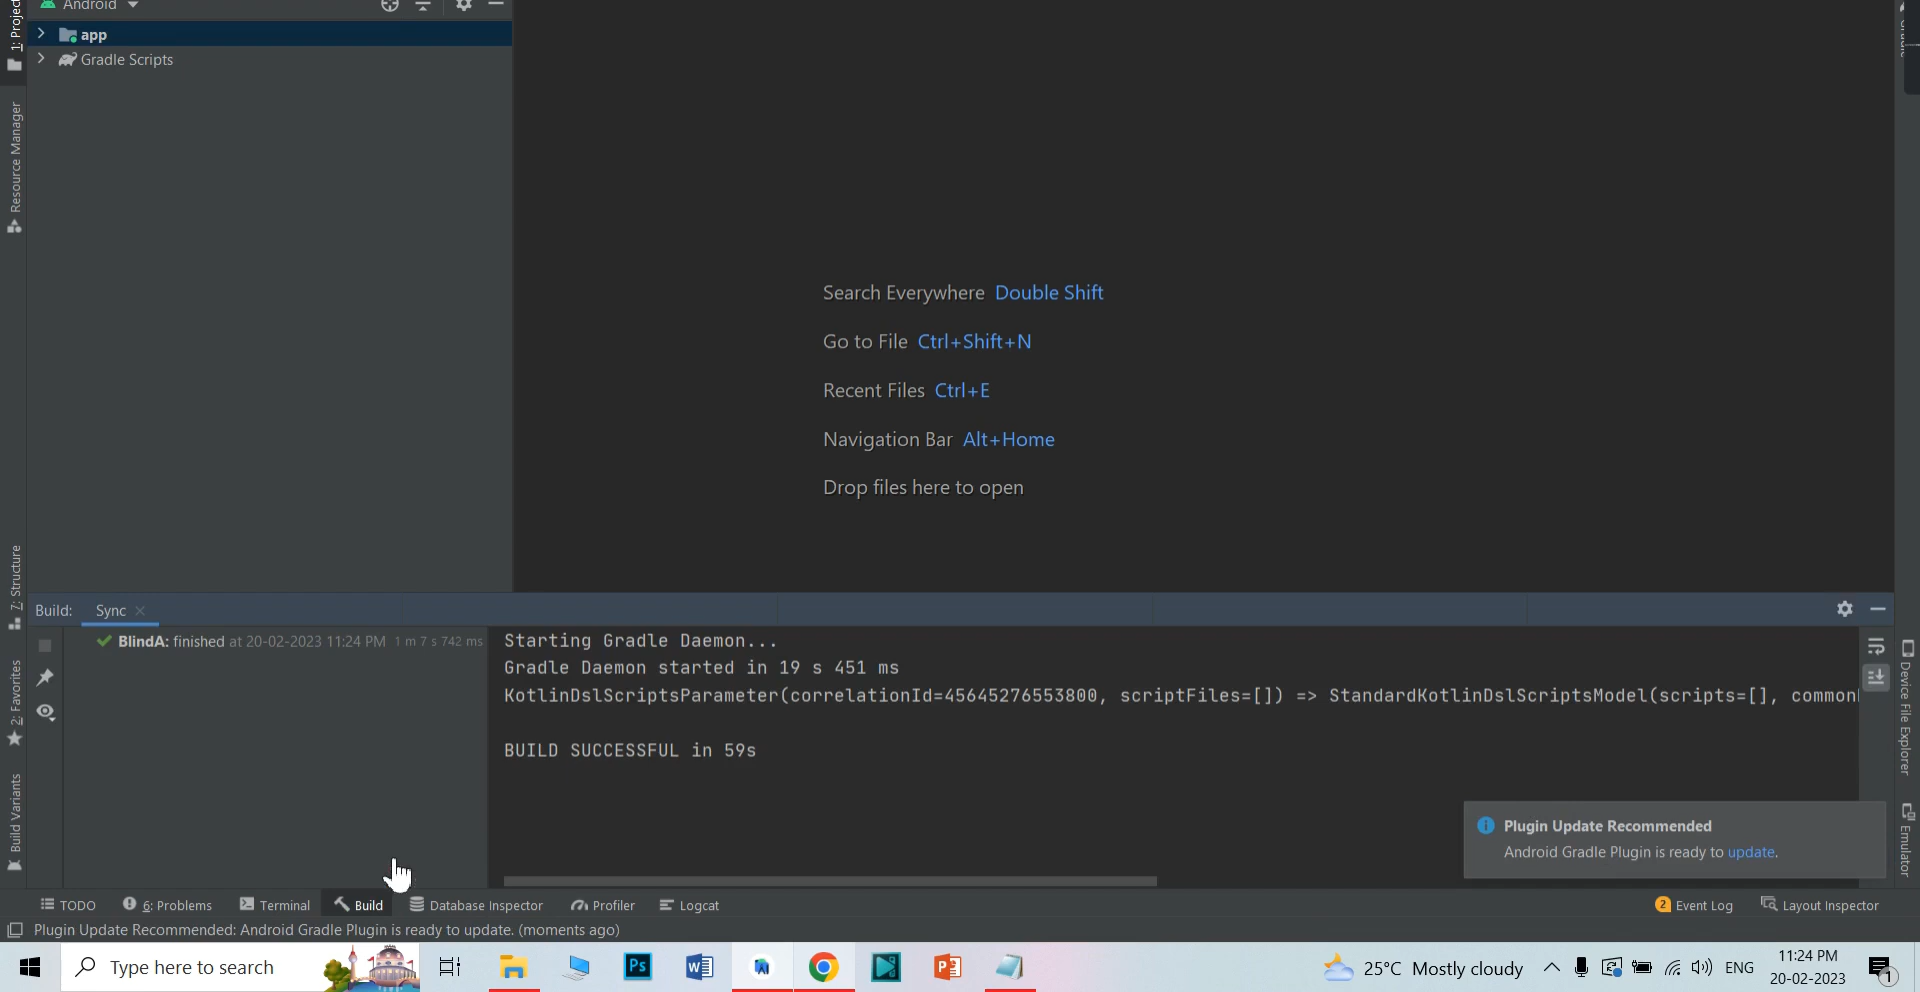 Android
1: Project
app
Gradle Scripts
Resource Manager
Search Everywhere Double Shift
Go to File Ctrl+Shift+N
Recent Files Ctrl+E
Navigation Bar Alt+Home
Drop files here to open
7: Structure
2: Favorites
Build Variants
Build: Sync
BlindA: finished at 20-02-2023 11:24 PM 1 m 7 s 742 ms
Starting Gradle Daemon...
Gradle Daemon started in 19 s 451 ms
KotlinDslScriptsParameter(correlationId=45645276553800, scriptFiles=[]) => StandardKotlinDslScriptsModel(scripts=[], common
BUILD SUCCESSFUL in 59s
Device File Explorer
Emulator
Plugin Update Recommended
Android Gradle Plugin is ready to update.
TODO 6: Problems Terminal Build Database Inspector Profiler Logcat 2 Event Log Layout Inspector
Plugin Update Recommended: Android Gradle Plugin is ready to update. (moments ago)
Type here to search Ps 25°C Mostly cloudy ENG 11:24 PM
20-02-2023 1